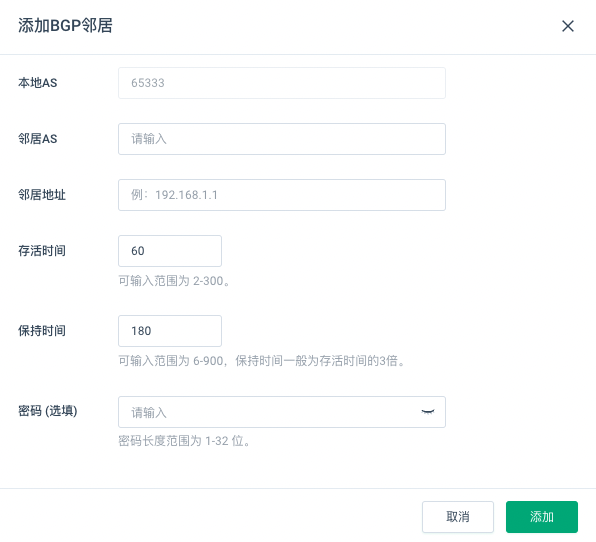 添加BGP邻居
本地AS
65333
邻居AS
请输入
邻居地址
例：192.168.1.1
存活时间
60
可输入范围为 2-300。
保持时间
180
可输入范围为 6-900，保持时间一般为存活时间的3倍。
密码 (选填)
请输入
密码长度范围为 1-32 位。
取消
添加